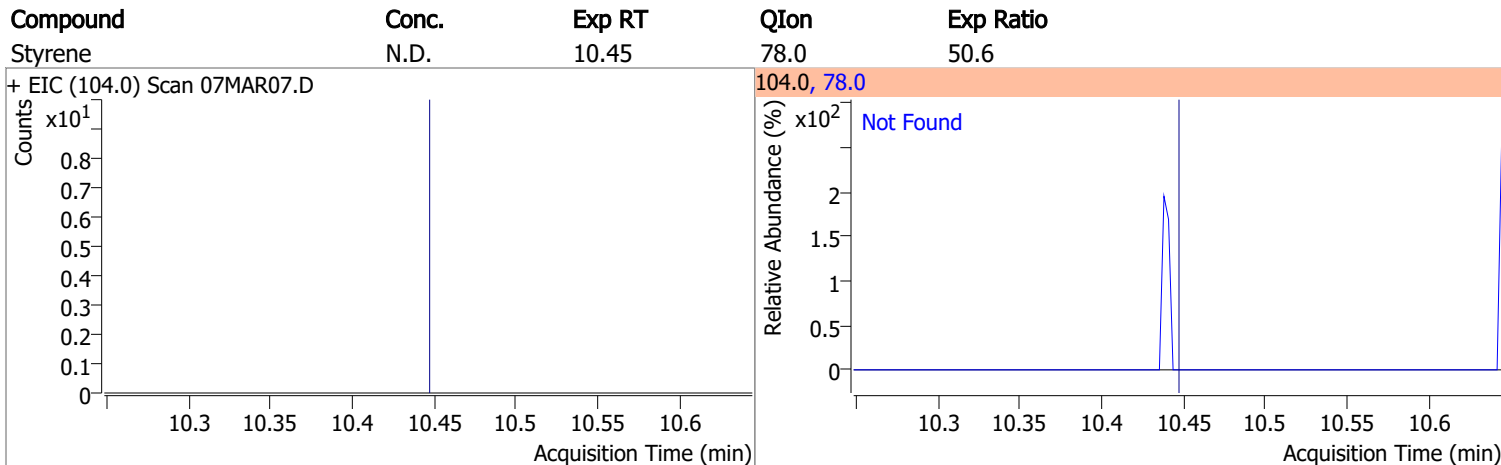 Compound Conc. Exp RT QIon Exp Ratio
Styrene N.D. 10.45 78.0 50.6
+ EIC (104.0) Scan 07MAR07.D
Counts
x10¹
0.8
0.7
0.6
0.5
0.4
0.3
0.2
0.1
0
10.3 10.35 10.4 10.45 10.5 10.55 10.6
Acquisition Time (min)
104.0, 78.0
Relative Abundance (%)
x10²
Not Found
2
1.5
1
0.5
0
10.3 10.35 10.4 10.45 10.5 10.55 10.6
Acquisition Time (min)